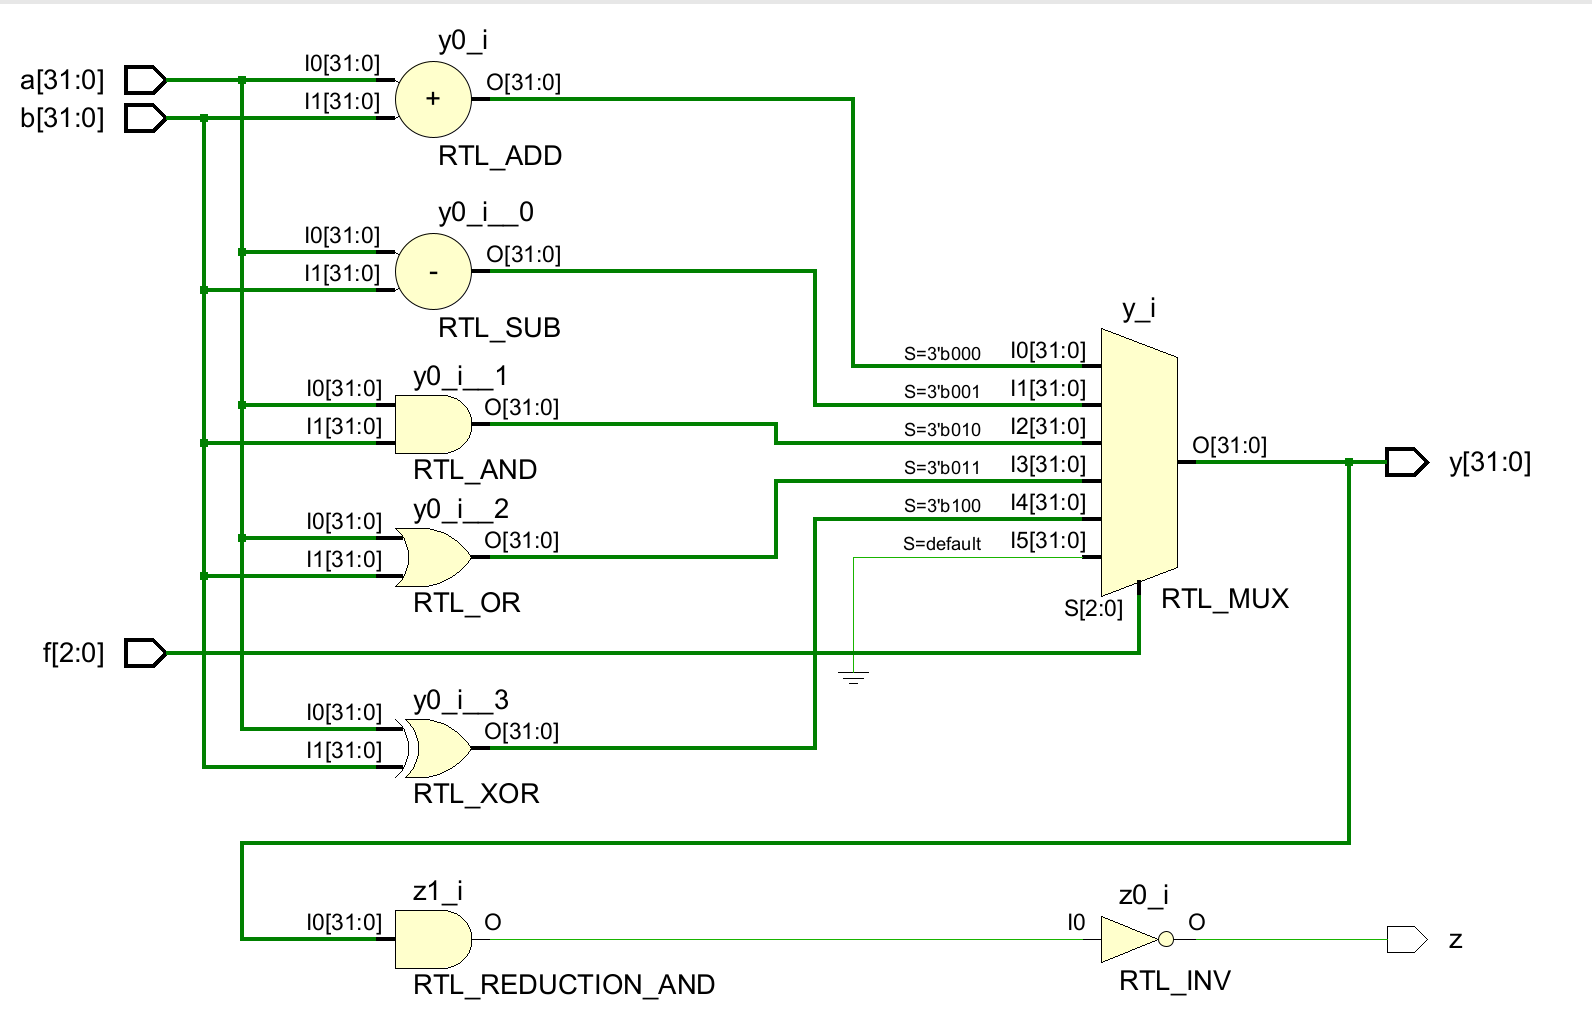 y0_i
a[31:0]
I0[31:0]
O[31:0]
b[31:0]
I1[31:0]
+
RTL_ADD
y0_i__0
I0[31:0]
O[31:0]
I1[31:0]
-
RTL_SUB
y0_i__1
I0[31:0]
O[31:0]
I1[31:0]
RTL_AND
y0_i__2
I0[31:0]
O[31:0]
I1[31:0]
RTL_OR
y_i
S=3'b000 I0[31:0]
S=3'b001 I1[31:0]
S=3'b010 I2[31:0]
S=3'b011 I3[31:0]
S=3'b100 I4[31:0]
S=default I5[31:0]
O[31:0]
y[31:0]
S[2:0]
RTL_MUX
f[2:0]
y0_i__3
I0[31:0]
O[31:0]
I1[31:0]
RTL_XOR
z1_i
I0[31:0]
O
RTL_REDUCTION_AND
z0_i
I0
O
z
RTL_INV